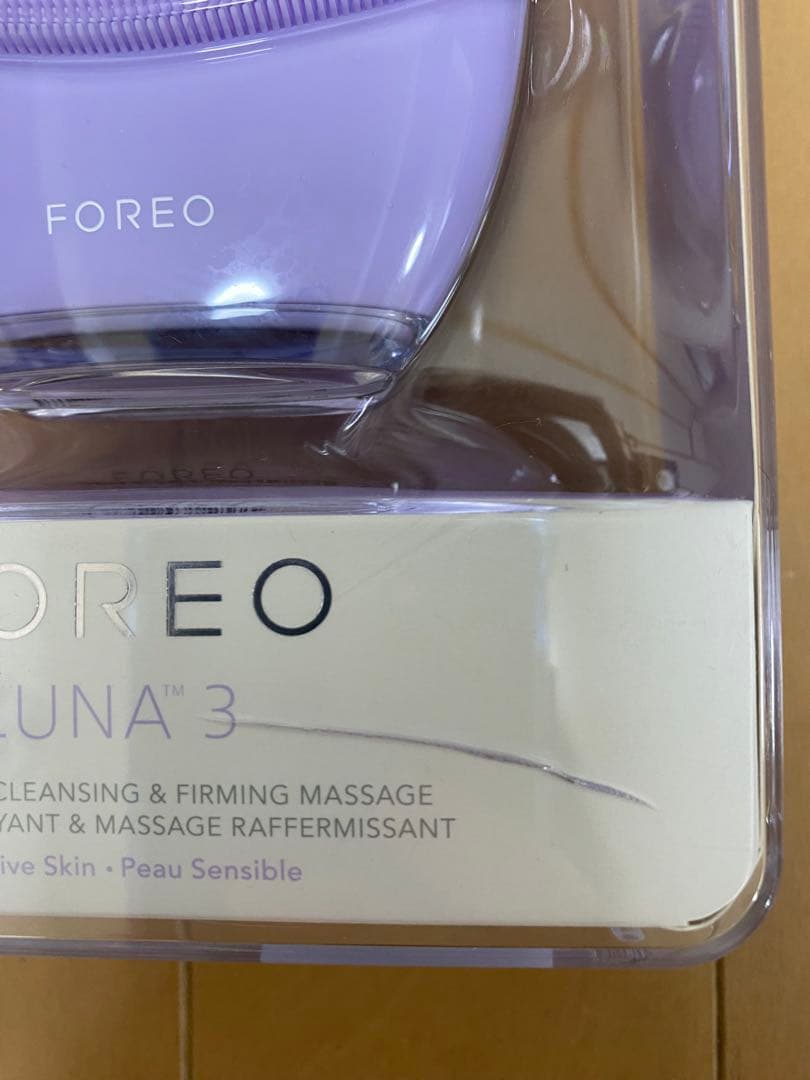 FOREO
OREO
LUNA™ 3
CLEANSING & FIRMING MASSAGE
YANT & MASSAGE RAFFERMISSANT
ive Skin • Peau Sensible